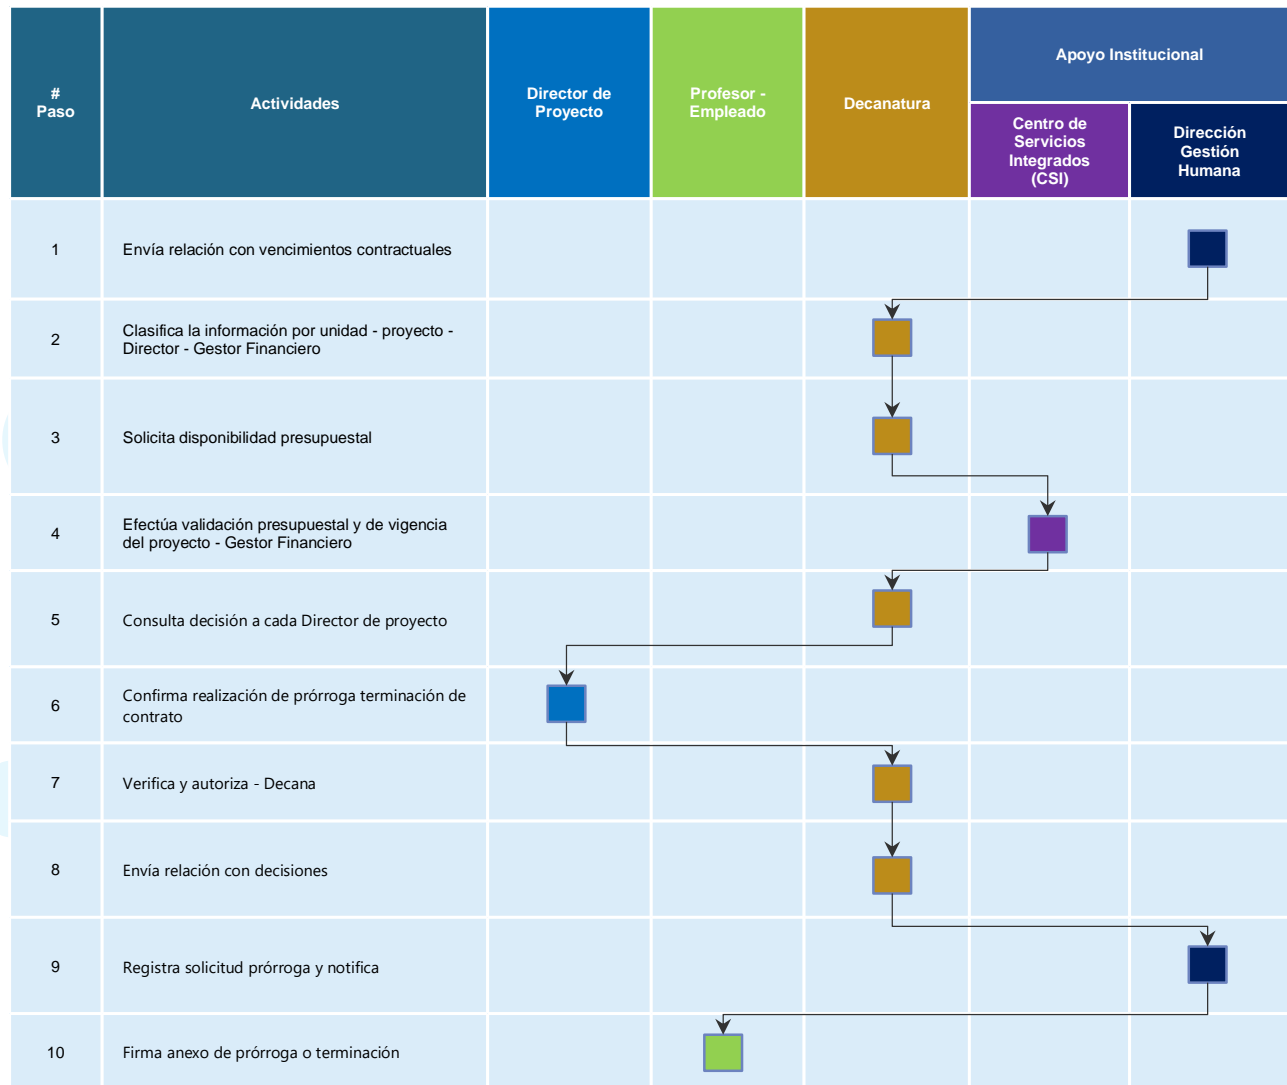 #
Paso
Actividades
Director de
Proyecto
Profesor -
Empleado
Decanatura
Apoyo Institucional
Centro de
Servicios
Integrados
(CSI)
Dirección
Gestión
Humana
1
Envía relación con vencimientos contractuales
2
Clasifica la información por unidad - proyecto -
Director - Gestor Financiero
3
Solicita disponibilidad presupuestal
4
Efectúa validación presupuestal y de vigencia
del proyecto - Gestor Financiero
5
Consulta decisión a cada Director de proyecto
6
Confirma realización de prórroga terminación de
contrato
7
Verifica y autoriza - Decana
8
Envía relación con decisiones
9
Registra solicitud prórroga y notifica
10
Firma anexo de prórroga o terminación